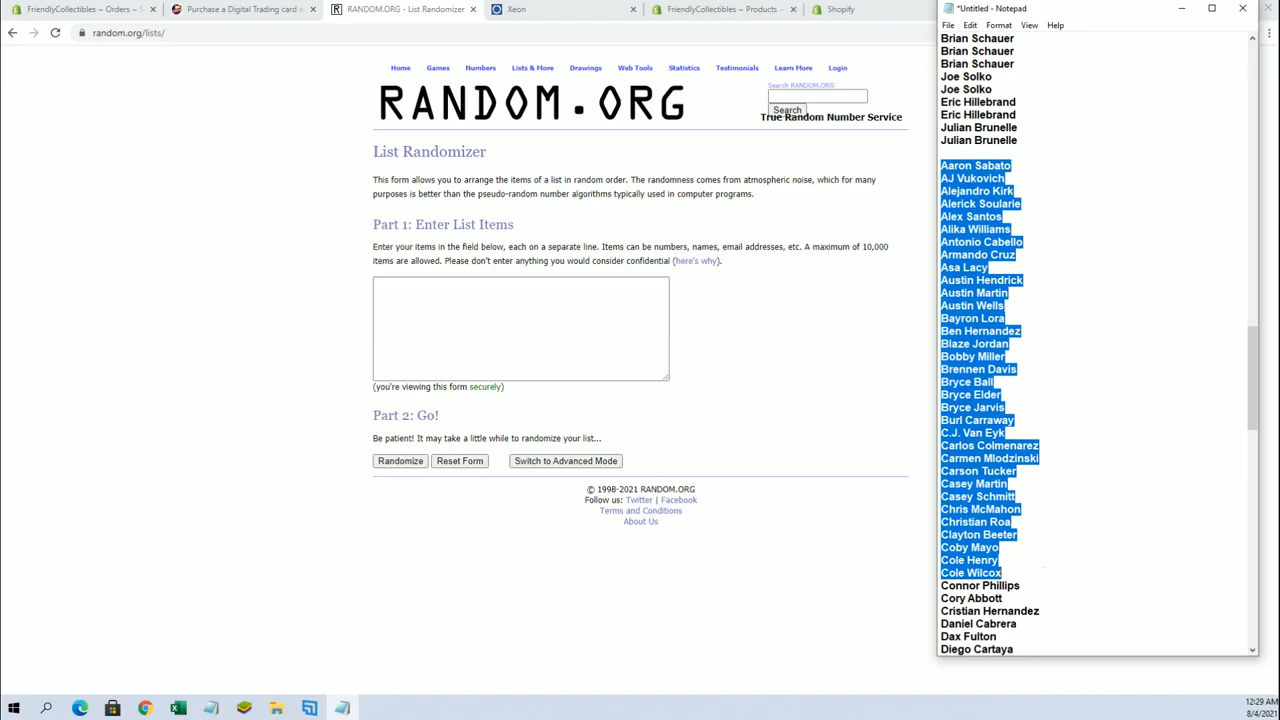 FriendlyCollectibles ~ Orders ~ S
Purchase a Digital Trading card a
RANDOM.ORG - List Randomizer
Xeon
FriendlyCollectibles ~ Products ~
Shopify
random.org/lists/
Home Games Numbers Lists & More Drawings Web Tools Statistics Testimonials Learn More Login
Search RANDOM.ORG
RANDOM.ORG
Search
True Random Number Service
List Randomizer
This form allows you to arrange the items of a list in random order. The randomness comes from atmospheric noise, which for many
purposes is better than the pseudo-random number algorithms typically used in computer programs.
Part 1: Enter List Items
Enter your items in the field below, each on a separate line. Items can be numbers, names, email addresses, etc. A maximum of 10,000
items are allowed. Please don't enter anything you would consider confidential (here's why).
(you're viewing this form securely)
Part 2: Go!
Be patient! It may take a little while to randomize your list...
Randomize Reset Form Switch to Advanced Mode
© 1998-2021 RANDOM.ORG
Follow us: Twitter | Facebook
Terms and Conditions
About Us
*Untitled - Notepad
File Edit Format View Help
Brian Schauer
Brian Schauer
Brian Schauer
Joe Solko
Joe Solko
Eric Hillebrand
Eric Hillebrand
Julian Brunelle
Julian Brunelle
Aaron Sabato
AJ Vukovich
Alejandro Kirk
Alerick Soularie
Alex Santos
Alika Williams
Antonio Cabello
Armando Cruz
Asa Lacy
Austin Hendrick
Austin Martin
Austin Wells
Bayron Lora
Ben Hernandez
Blaze Jordan
Bobby Miller
Brennen Davis
Bryce Ball
Bryce Elder
Bryce Jarvis
Burl Carraway
C.J. Van Eyk
Carlos Colmenarez
Carmen Mlodzinski
Carson Tucker
Casey Martin
Casey Schmitt
Chris McMahon
Christian Roa
Clayton Beeter
Coby Mayo
Cole Henry
Cole Wilcox
Connor Phillips
Cory Abbott
Cristian Hernandez
Daniel Cabrera
Dax Fulton
Diego Cartaya
12:29 AM
8/4/2021